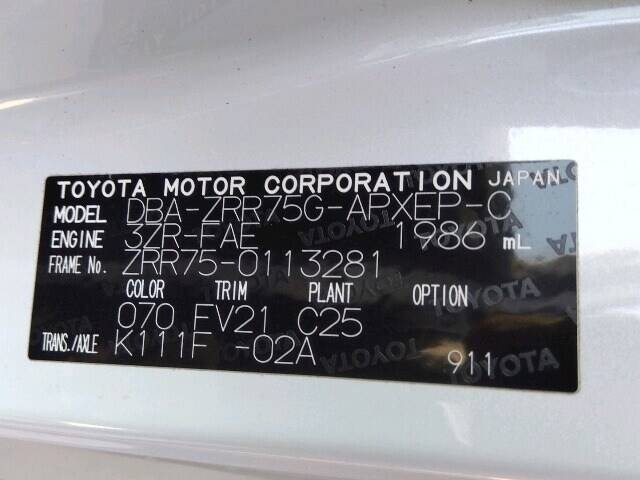 TOYOTA MOTOR CORPORATION JAPAN
MODEL DBA-ZRR75G-APXEP-C
ENGINE 3ZR-FAE 1986 mL
FRAME No. ZRR75-0113281
COLOR TRIM PLANT OPTION
070 FV21 C25
TRANS./AXLE K111F -02A 911